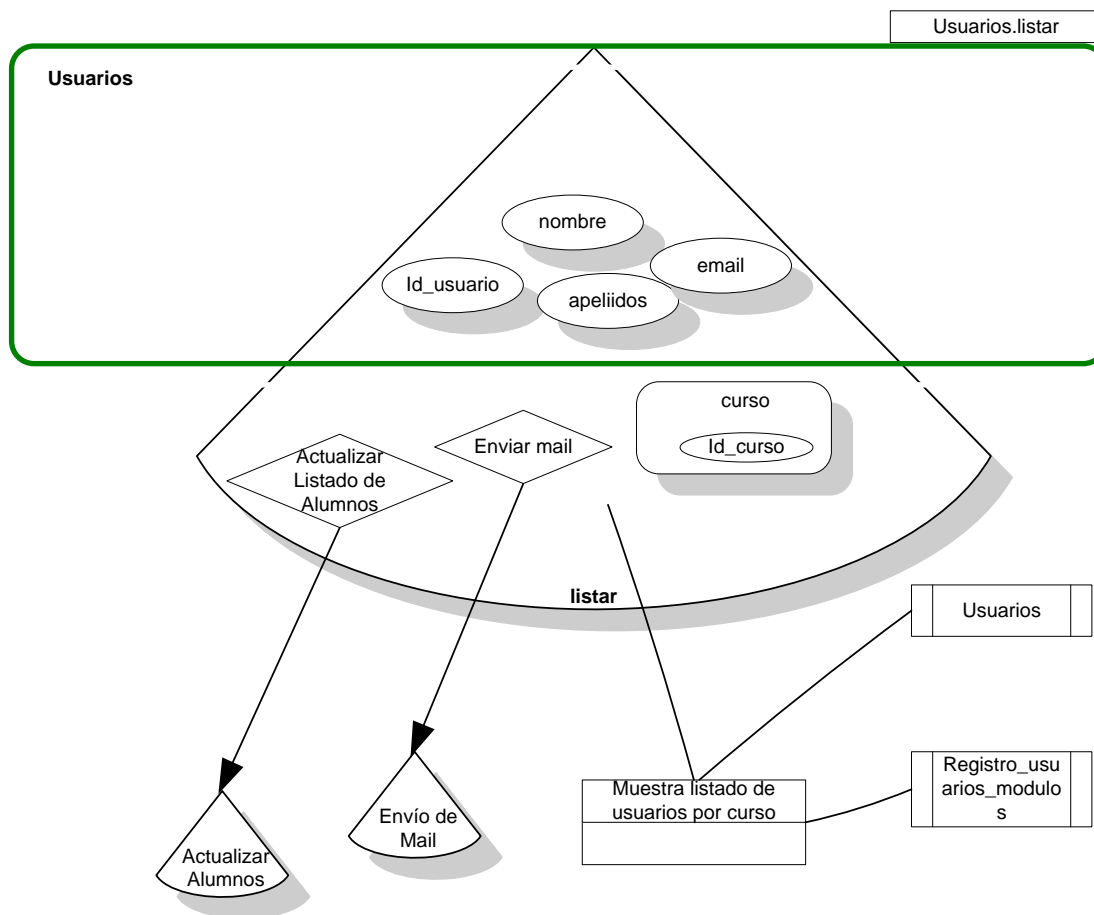 Usuarios.listar
Usuarios
nombre
email
Id_usuario
apeliidos
curso
Id_curso
Enviar mail
Actualizar
Listado de
Alumnos
listar
Usuarios
Registro_usu
arios_modulo
s
Muestra listado de
usuarios por curso
Envío de
Mail
Actualizar
Alumnos